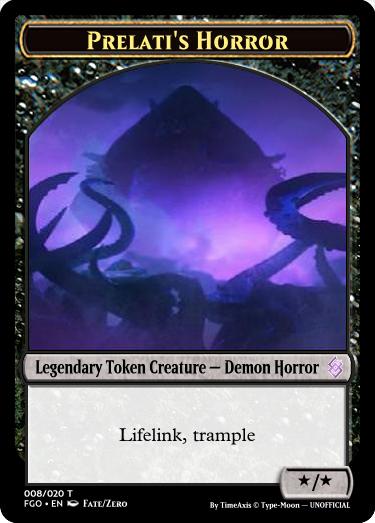 Prelati's Horror
Legendary Token Creature — Demon Horror
Lifelink, trample
★/★
008/020 T
FGO • EN Fate/Zero
By TimeAxis © Type-Moon — UNOFFICIAL